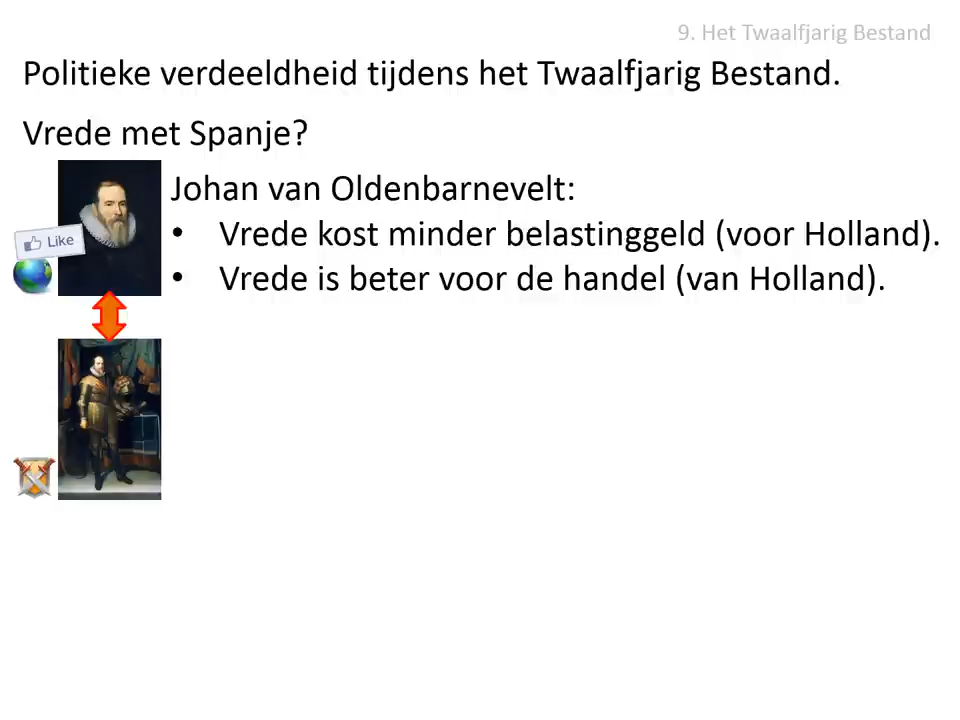 9. Het Twaalfjarig Bestand
Politieke verdeeldheid tijdens het Twaalfjarig Bestand.
Vrede met Spanje?
Johan van Oldenbarnevelt:
• Vrede kost minder belastinggeld (voor Holland).
Like
• Vrede is beter voor de handel (van Holland).